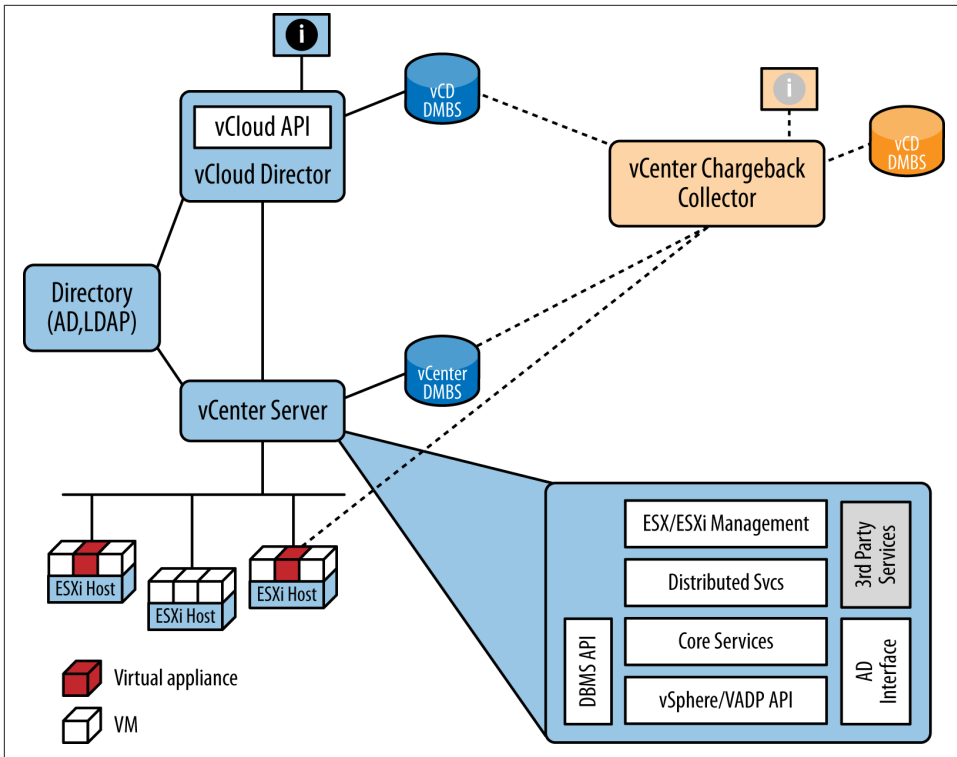 i
vCloud API
vCloud Director
vCD
DMBS
i
vCenter Chargeback
Collector
vCD
DMBS
Directory
(AD,LDAP)
vCenter Server
vCenter
DMBS
ESXi Host
ESXi Host
ESXi Host
Virtual appliance
VM
ESX/ESXi Management
Distributed Svcs
Core Services
vSphere/VADP API
DBMS API
3rd Party
Services
AD
Interface